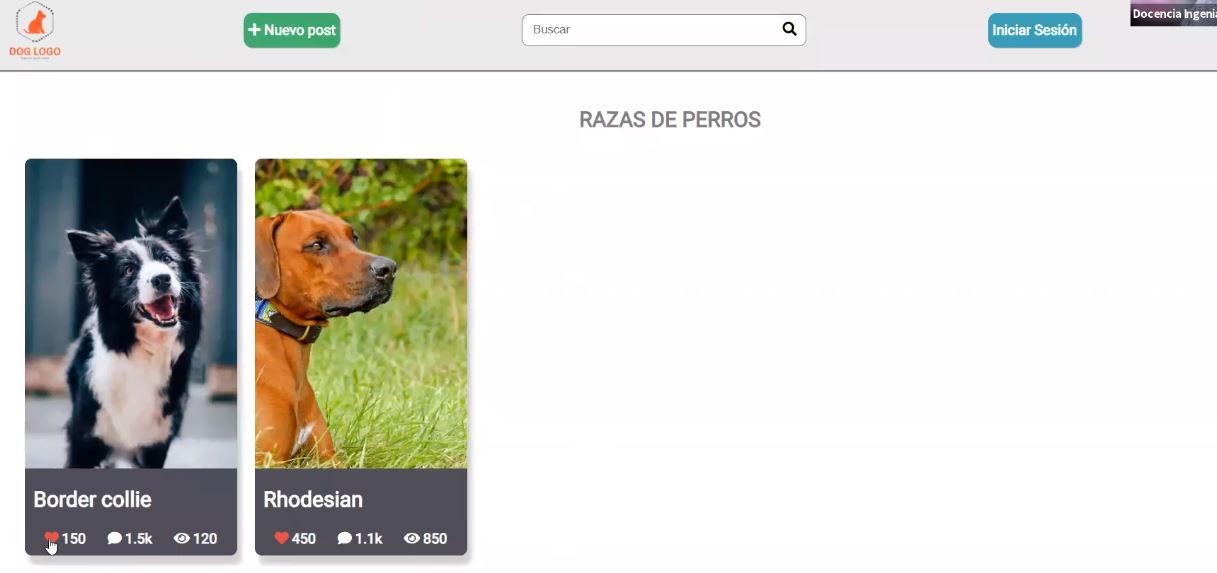 DOG LOGO
+ Nuevo post
Buscar
Iniciar Sesión
Docencia Ingenia
RAZAS DE PERROS
Border collie
150 1.5k 120
Rhodesian
450 1.1k 850